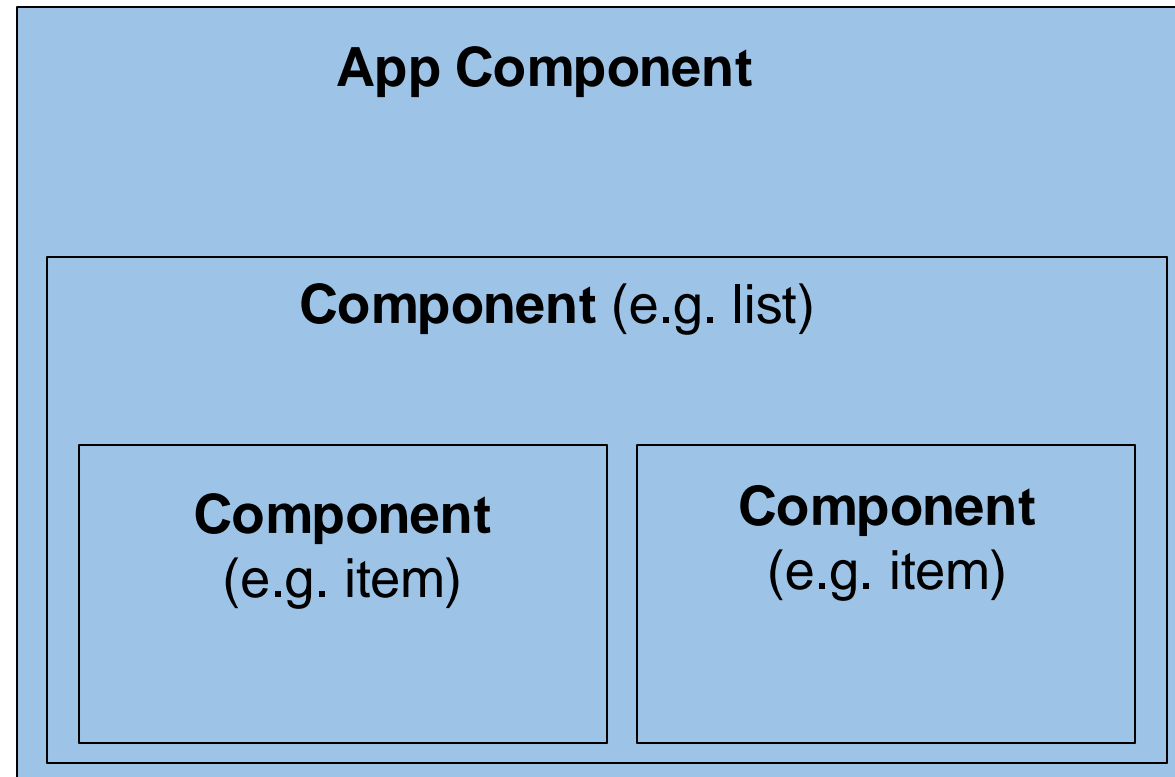 App Component
Component (e.g. list)
Component
(e.g. item)
Component
(e.g. item)